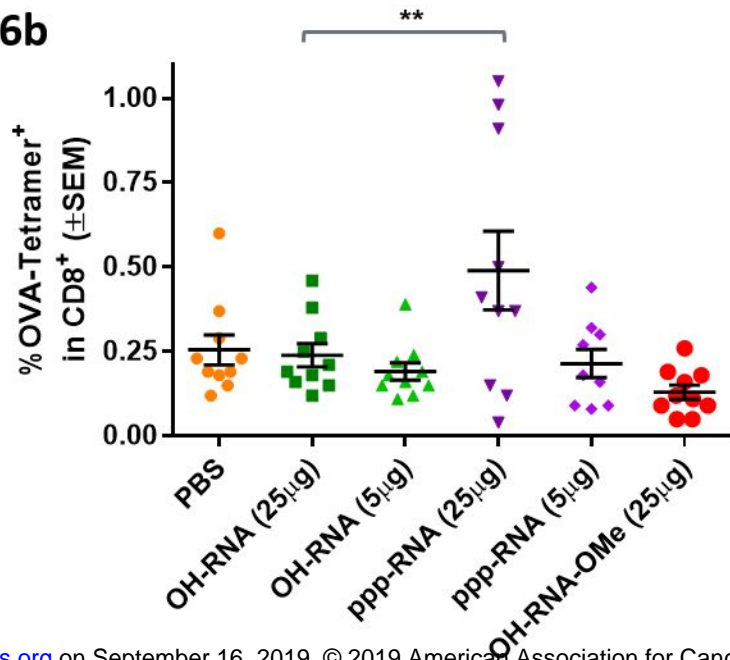 6b
**
% OVA-Tetramer+
in CD8+ (±SEM)
1.00
0.75
0.50
0.25
0.00
PBS
OH-RNA (25μg)
OH-RNA (5μg)
ppp-RNA (25μg)
ppp-RNA (5μg)
OH-RNA-OMe (25μg)
s.org on September 16, 2019. © 2019 American Association for Canc